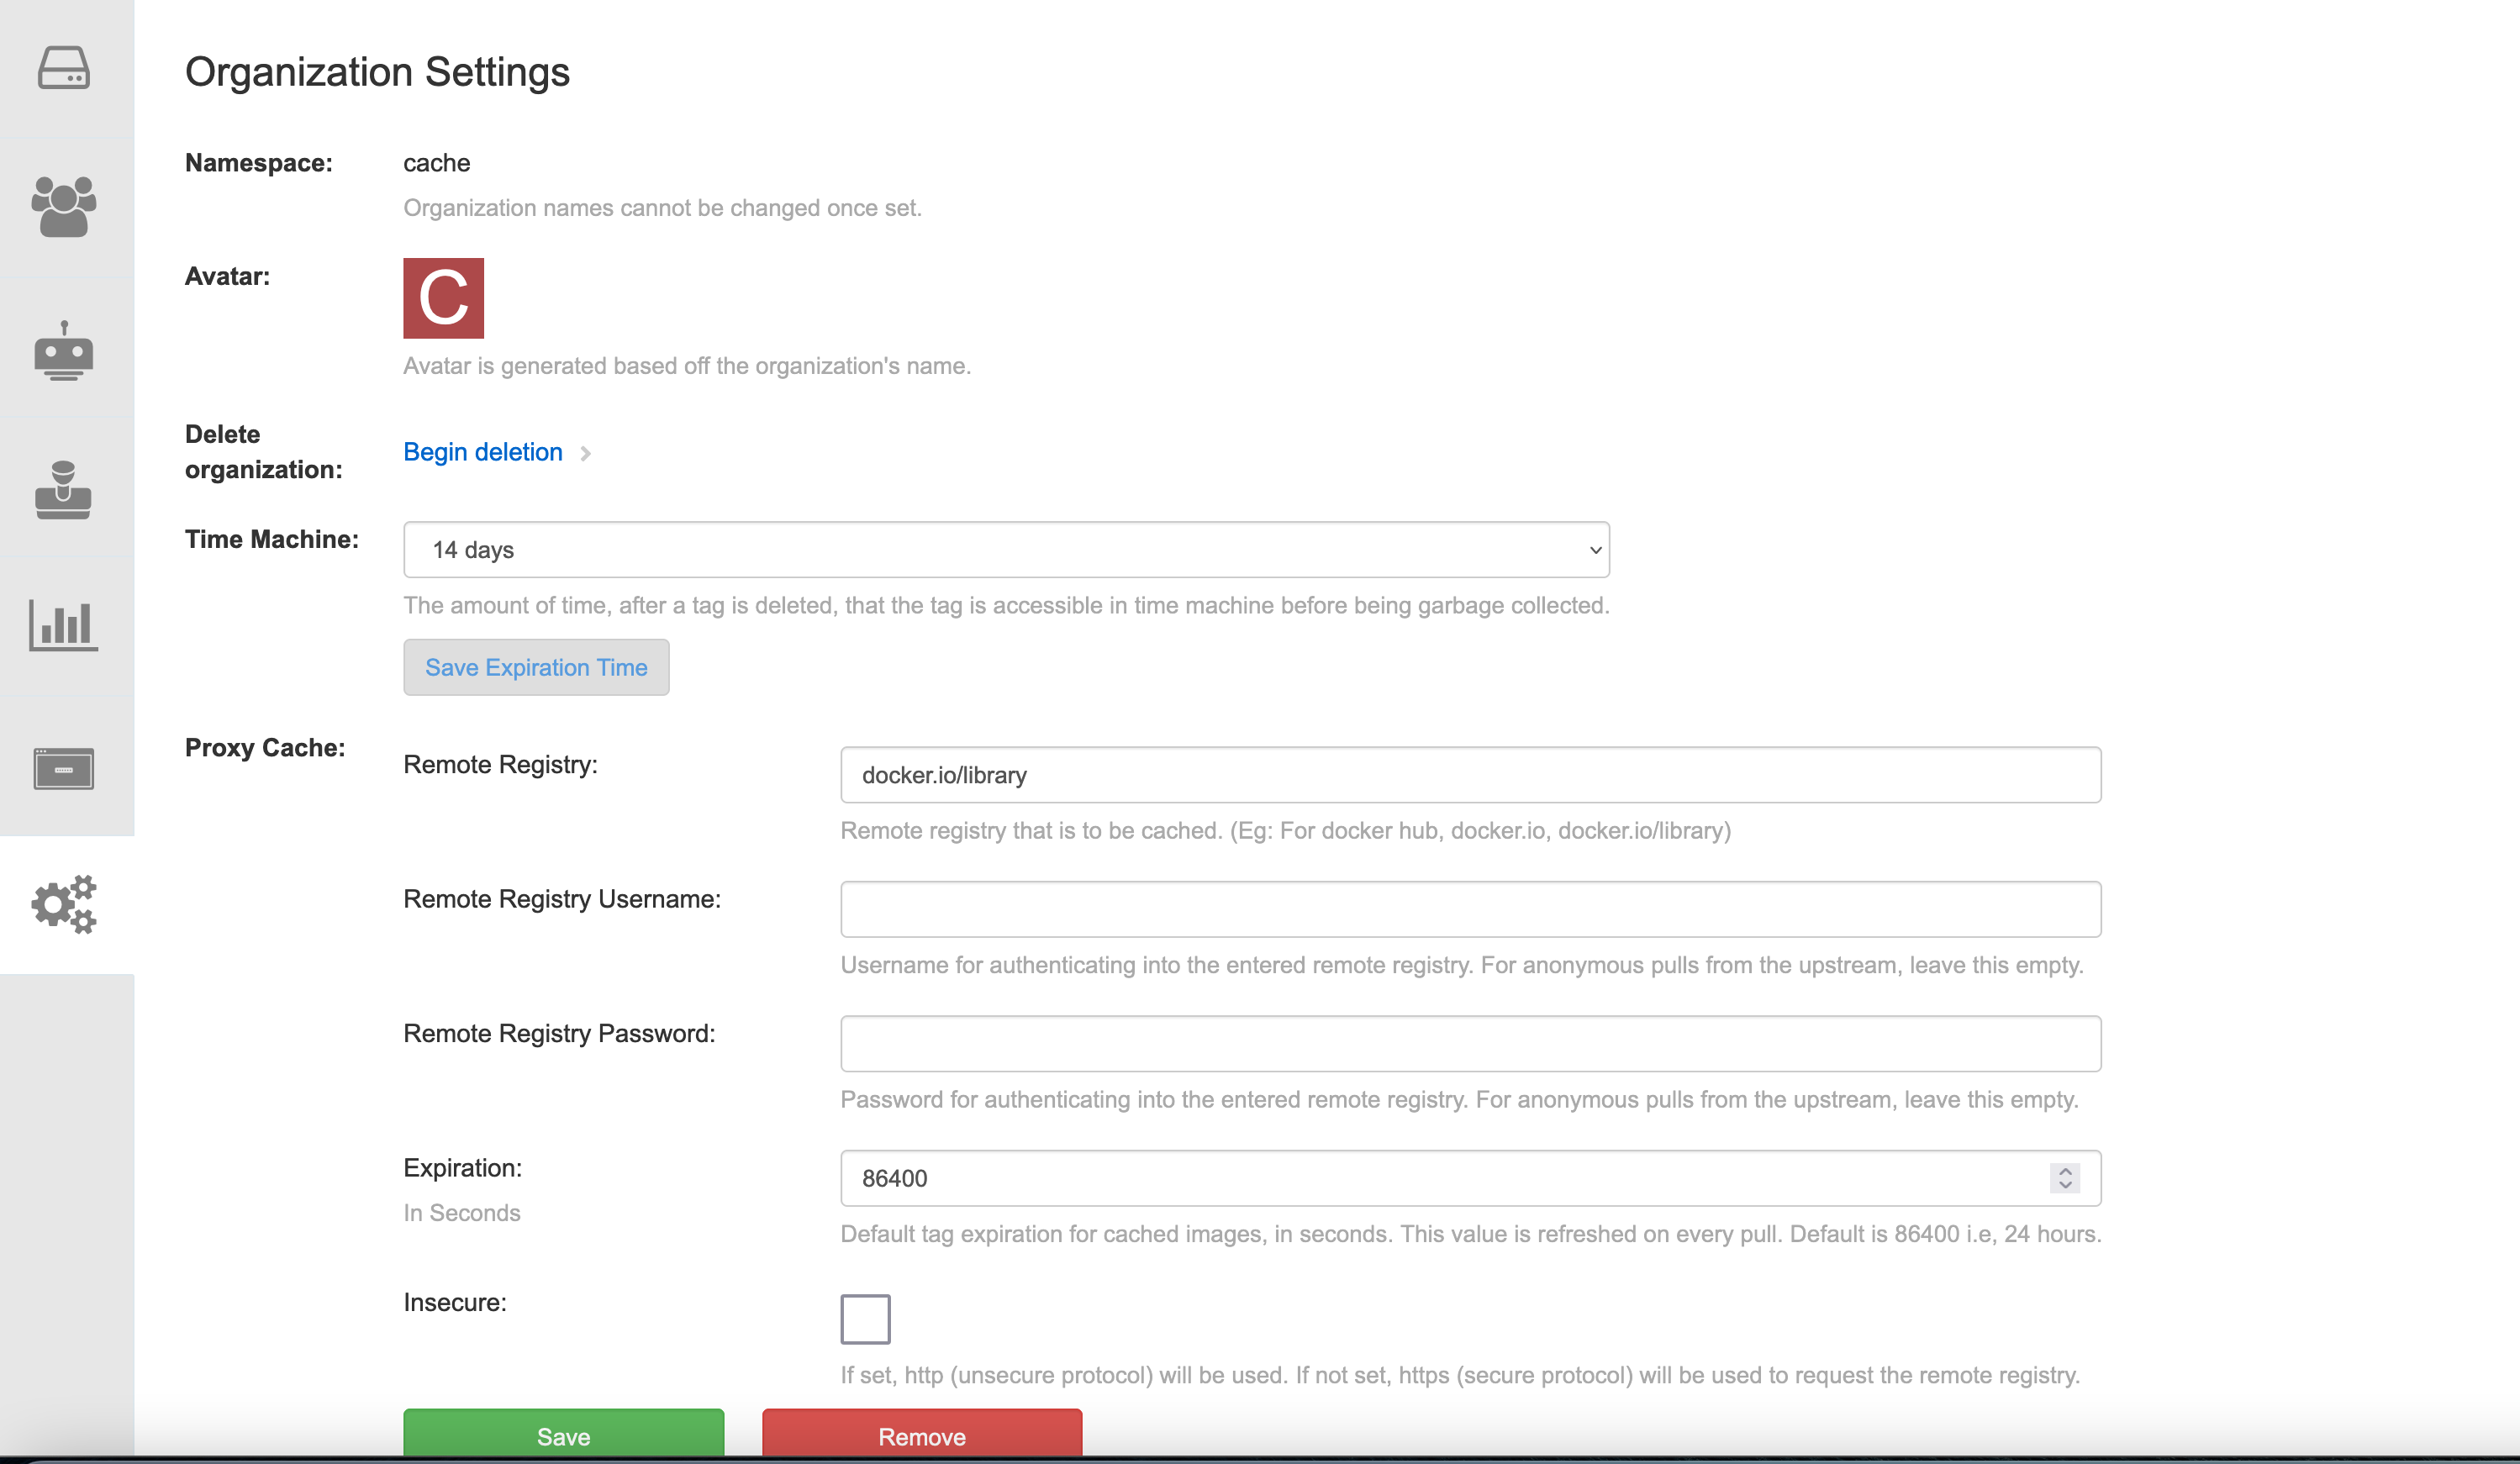 Organization Settings
Namespace:
cache
Organization names cannot be changed once set.
Avatar:
C
Avatar is generated based off the organization's name.
Delete
organization:
Begin deletion
Time Machine:
14 days
The amount of time, after a tag is deleted, that the tag is accessible in time machine before being garbage collected.
Save Expiration Time
Proxy Cache:
Remote Registry:
docker.io/library
Remote registry that is to be cached. (Eg: For docker hub, docker.io, docker.io/library)
Remote Registry Username:
Username for authenticating into the entered remote registry. For anonymous pulls from the upstream, leave this empty.
Remote Registry Password:
Password for authenticating into the entered remote registry. For anonymous pulls from the upstream, leave this empty.
Expiration:
86400
In Seconds
Default tag expiration for cached images, in seconds. This value is refreshed on every pull. Default is 86400 i.e, 24 hours.
Insecure:
If set, http (unsecure protocol) will be used. If not set, https (secure protocol) will be used to request the remote registry.
Save
Remove